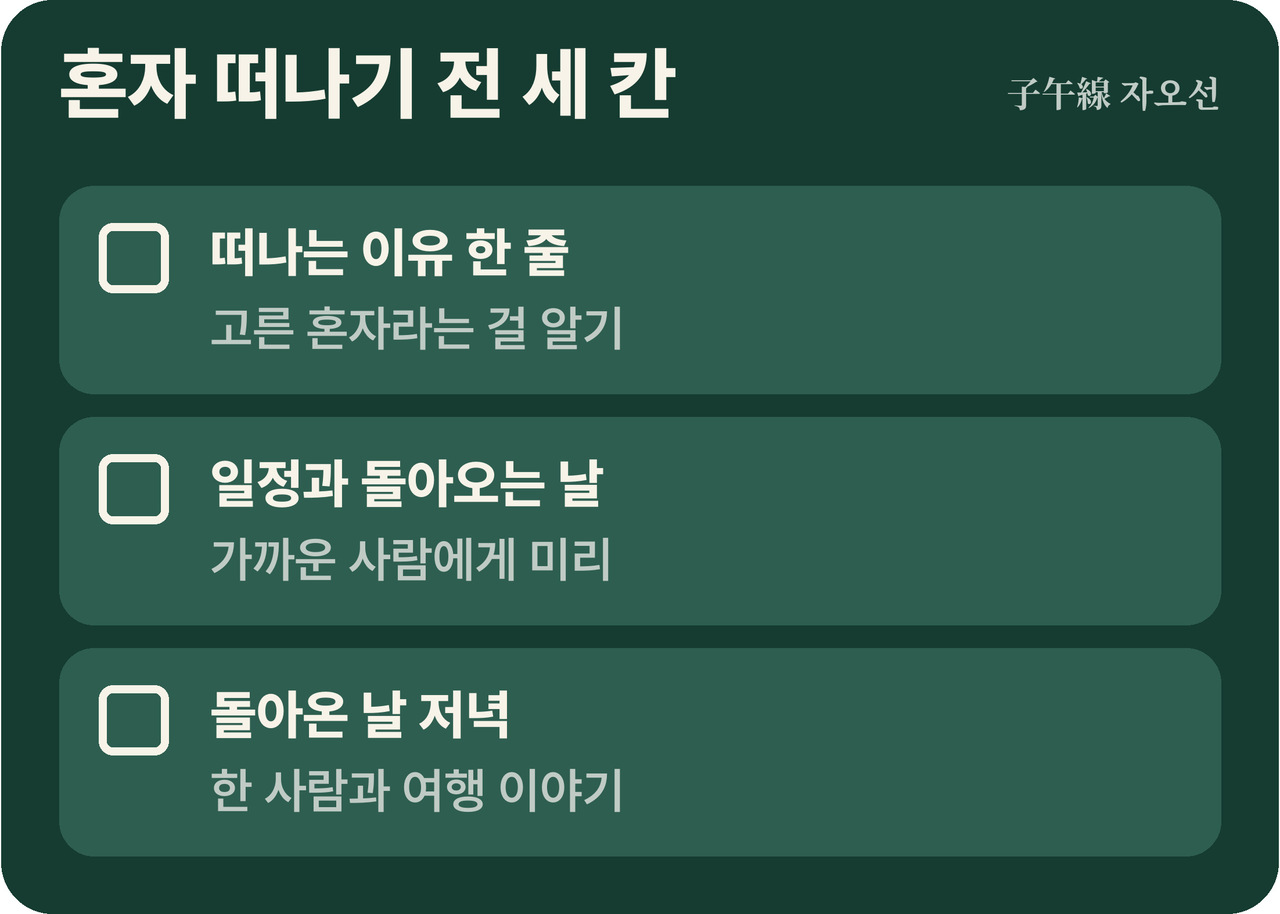 혼자 떠나기 전 세 칸
子午線 자오선
떠나는 이유 한 줄
고른 혼자라는 걸 알기
일정과 돌아오는 날
가까운 사람에게 미리
돌아온 날 저녁
한 사람과 여행 이야기